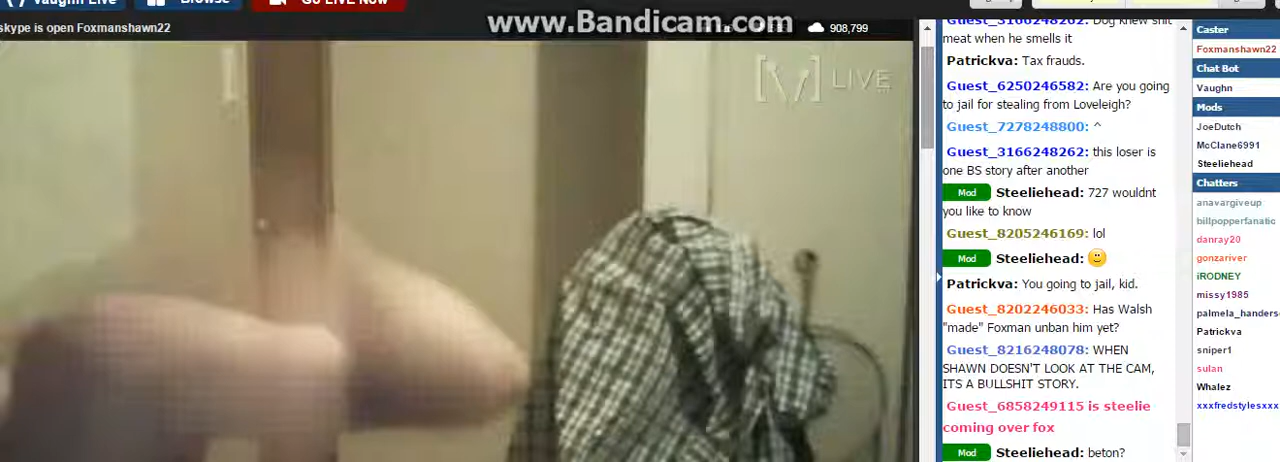 Vaughn Live
Browse
Go LIVE Now
www.Bandicam.com
skype is open Foxmanshawn22
908,799
[V] LIVE
Guest_3166248262: Dog knew shit
meat when he smells it
Patrickva: Tax frauds.
Guest_6250246582: Are you going
to jail for stealing from Loveleigh?
Guest_7278248800: ^
Guest_3166248262: this loser is
one BS story after another
Mod Steeliehead: 727 wouldnt
you like to know
Guest_8205246169: lol
Mod Steeliehead:
Patrickva: You going to jail, kid.
Guest_8202246033: Has Walsh
"made" Foxman unban him yet?
Guest_8216248078: WHEN
SHAWN DOESN'T LOOK AT THE CAM,
ITS A BULLSHIT STORY.
Guest_6858249115 is steelie
coming over fox
Mod Steeliehead: beton?
Caster
Foxmanshawn22
Chat Bot
Vaughn
Mods
JoeDutch
McClane6991
Steeliehead
Chatters
anavargiveup
billpopperfanatic
danray20
gonzariver
iRODNEY
missy1985
palmela_handers
Patrickva
sniper1
sulan
Whalez
xxxfredstylesxxx